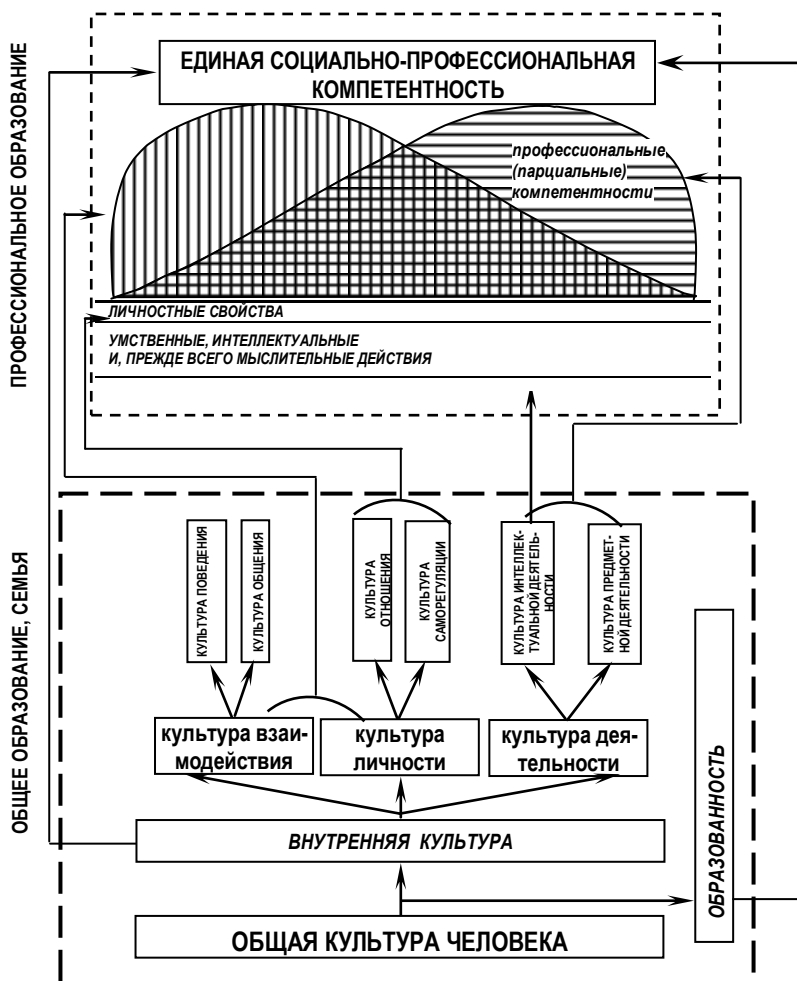 ПРОФЕССИОНАЛЬНОЕ ОБРАЗОВАНИЕ
ЕДИНАЯ СОЦИАЛЬНО-ПРОФЕССИОНАЛЬНАЯ
КОМПЕТЕНТНОСТЬ
профессиональные
(парциальные)
компетентности
ЛИЧНОСТНЫЕ СВОЙСТВА
УМСТВЕННЫЕ, ИНТЕЛЛЕКТУАЛЬНЫЕ
И, ПРЕЖДЕ ВСЕГО МЫСЛИТЕЛЬНЫЕ ДЕЙСТВИЯ
ОБЩЕЕ ОБРАЗОВАНИЕ, СЕМЬЯ
КУЛЬТУРА ПОВЕДЕНИЯ
КУЛЬТУРА ОБЩЕНИЯ
КУЛЬТУРА
ОТНОШЕНИЯ
КУЛЬТУРА
САМОРЕГУЛЯЦИИ
КУЛЬТУРА ИНТЕЛЛЕК-
ТУАЛЬНОЙ ДЕЯТЕЛЬ-
НОСТИ
КУЛЬТУРА ПРЕДМЕТ-
НОЙ ДЕЯТЕЛЬНОСТИ
культура взаи-
модействия
культура
личности
культура дея-
тельности
ОБРАЗОВАННОСТЬ
ВНУТРЕННЯЯ КУЛЬТУРА
ОБЩАЯ КУЛЬТУРА ЧЕЛОВЕКА